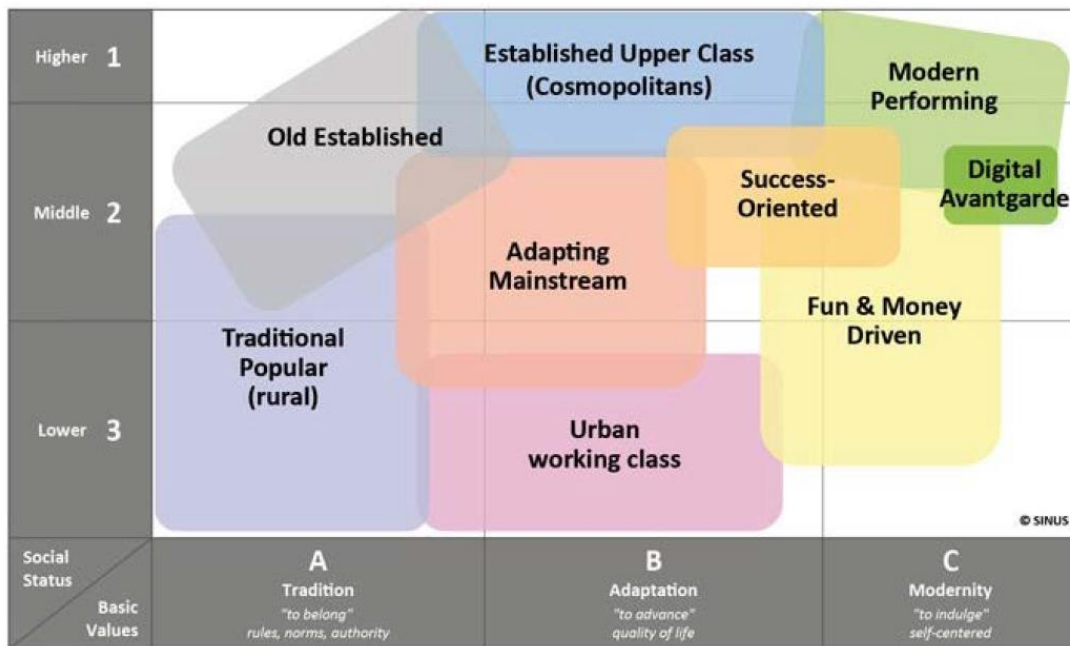 Higher 1
Established Upper Class
(Cosmopolitans)
Modern
Performing
Old Established
Digital
Avantgarde
Success-
Oriented
Middle 2
Adapting
Mainstream
Fun & Money
Driven
Traditional
Popular
(rural)
Lower 3
Urban
working class
© SINUS
Social
Status
Basic
Values
A
Tradition
"to belong"
rules, norms, authority
B
Adaptation
"to advance"
quality of life
C
Modernity
"to indulge"
self-centered